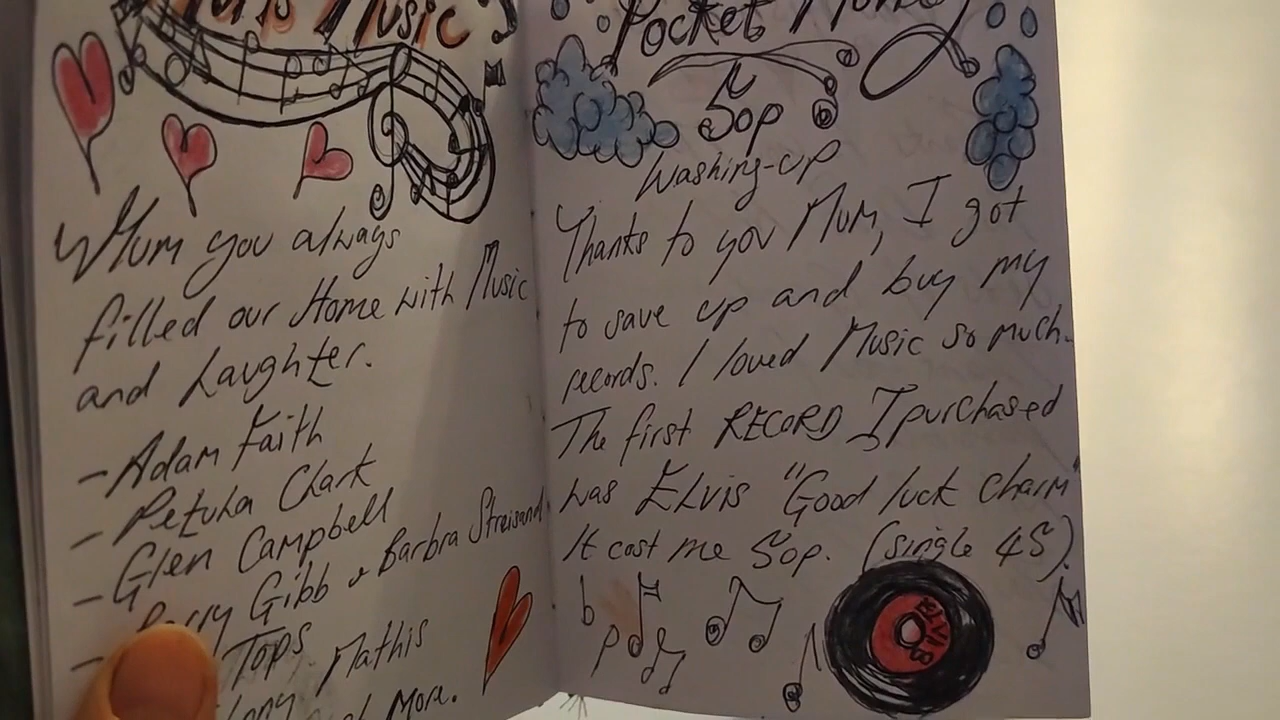 Music
Mum you always
filled our Home with Music
and Laughter.
- Adam Faith
- Petula Clark
- Glen Campbell
- Barry Gibb & Barbra Streisand
Tops
Mathis
More.
Pocket Money
50p
Washing-up
Thanks to you Mum, I got
to save up and buy my
records. I loved Music so much.
The first RECORD I purchased
was ELVIS "Good luck Charm"
It cost me 50p. (single 45).
ELVIS